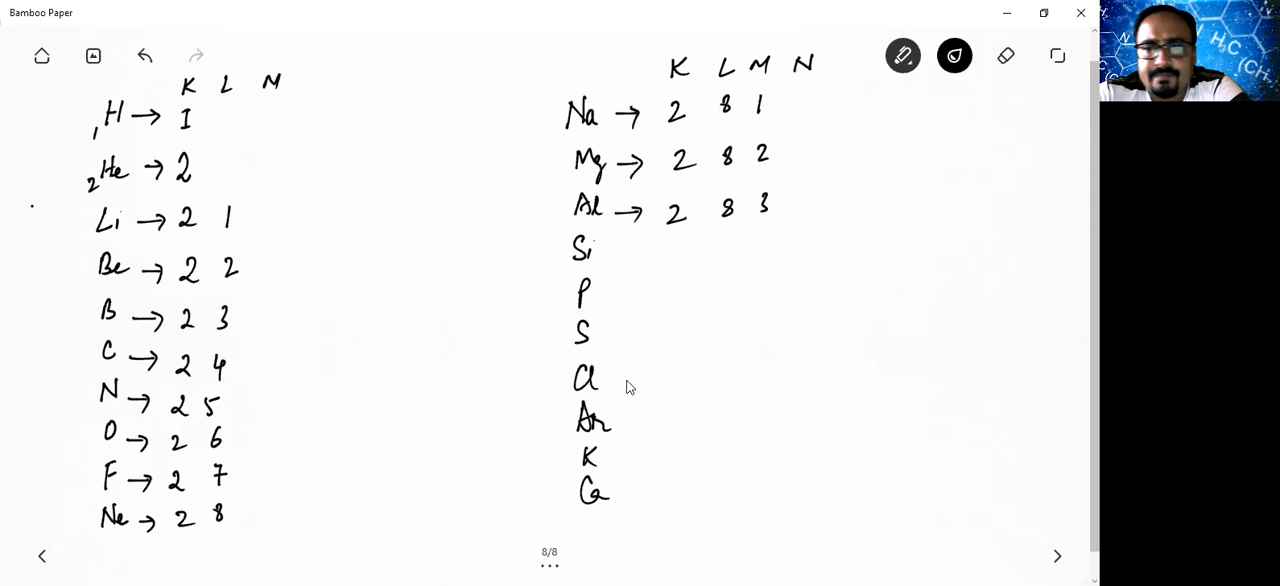 Bamboo Paper
K L M
1H → 1
2He → 2
Li → 2 1
Be → 2 2
B → 2 3
C → 2 4
N → 2 5
O → 2 6
F → 2 7
Ne → 2 8
K L M N
Na → 2 8 1
Mg → 2 8 2
Al → 2 8 3
Si
P
S
Cl
Ar
K
Ca
8/8
N
H₃C
(CH